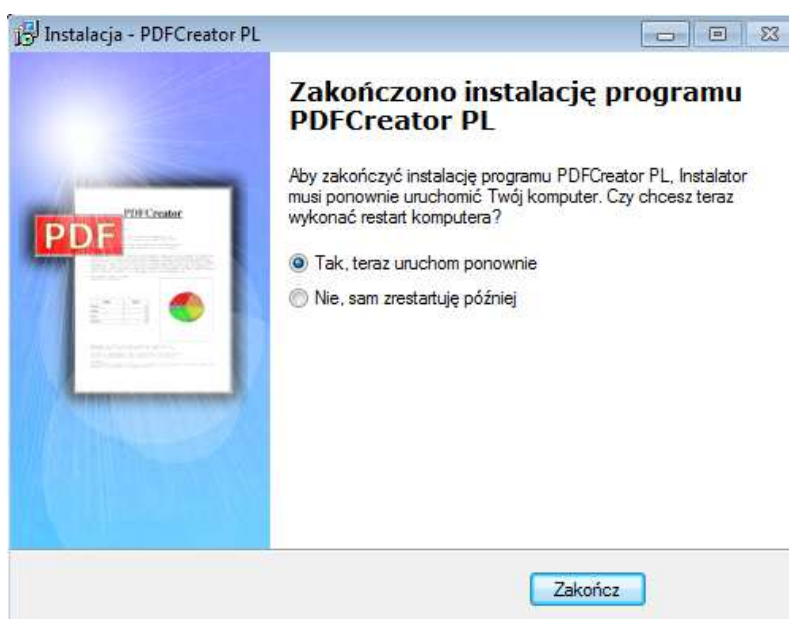 Instalacja - PDFCreator PL
Zakończono instalację programu
PDFCreator PL
Aby zakończyć instalację programu PDFCreator PL, Instalator
musi ponownie uruchomić Twój komputer. Czy chcesz teraz
wykonać restart komputera?
PDFCreator
PDF
Tak, teraz uruchom ponownie
Nie, sam zrestartuję później
Zakończ